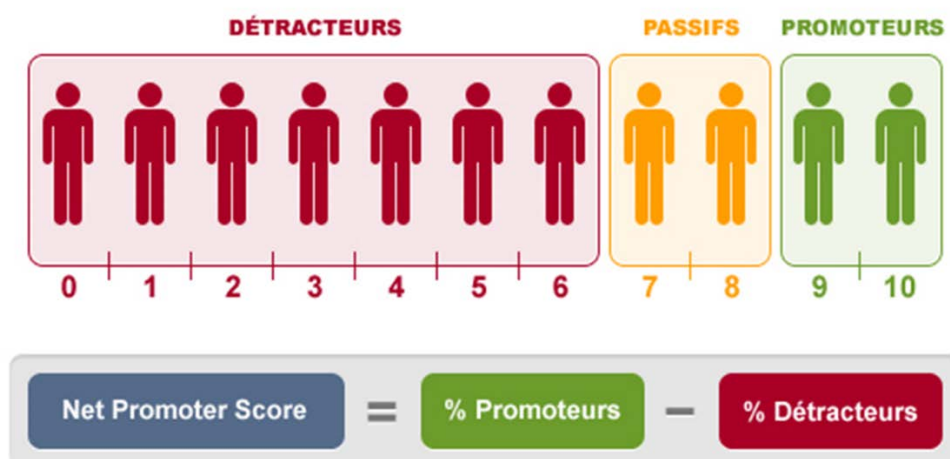 DÉTRACTEURS PASSIFS PROMOTEURS
0 1 2 3 4 5 6 7 8 9 10
Net Promoter Score = % Promoteurs − % Détracteurs